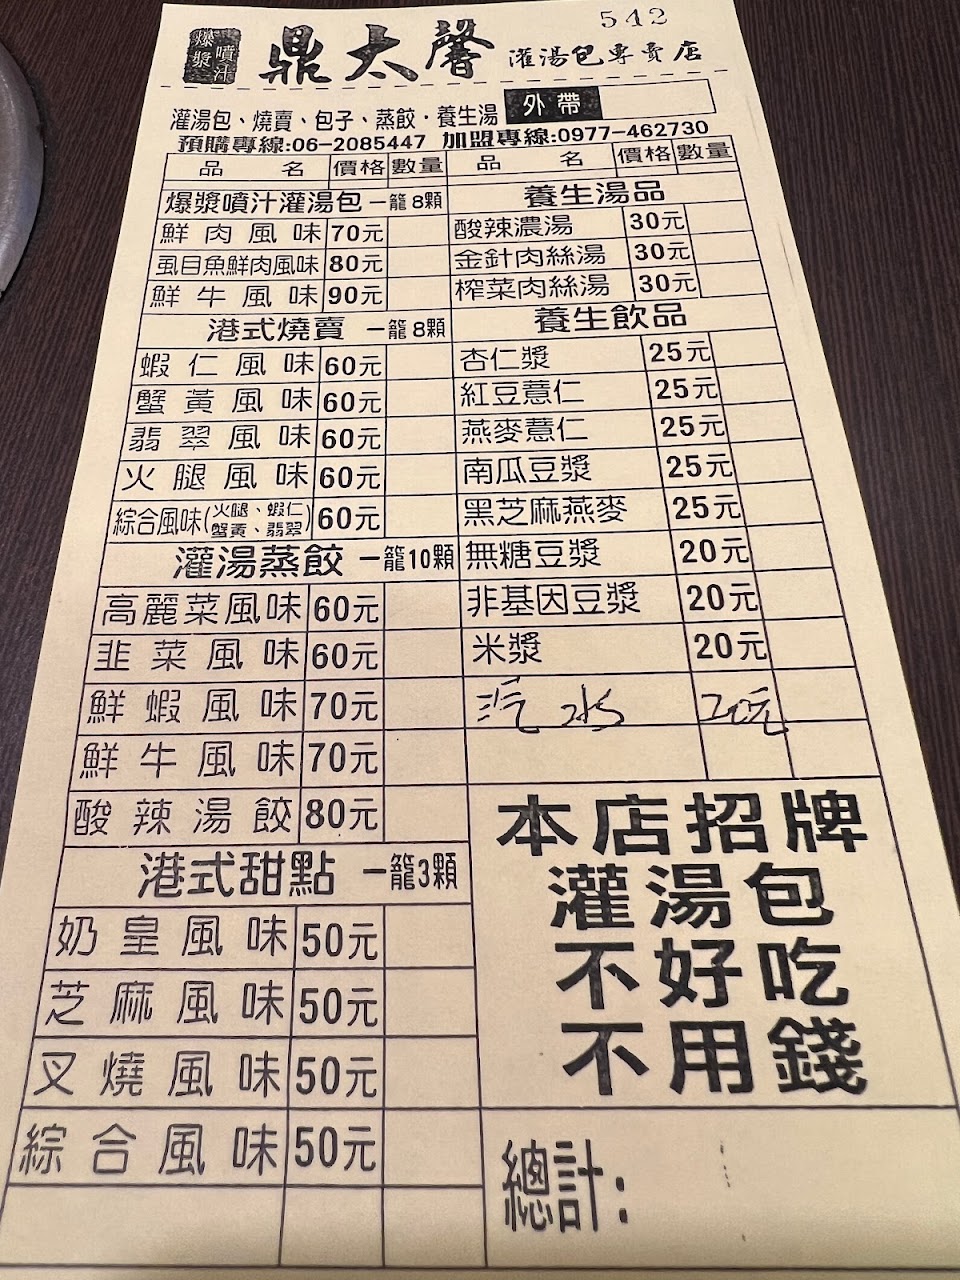 542
爆漿 噴汁 鼎太馨 灌湯包專賣店
灌湯包、燒賣、包子、蒸餃·養生湯 外帶
預購專線:06-2085447 加盟專線:0977-462730
品名 價格 數量
爆漿噴汁灌湯包 一籠8顆
鮮肉風味 70元
虱目魚鮮肉風味 80元
鮮牛風味 90元
港式燒賣 一籠8顆
蝦仁風味 60元
蟹黃風味 60元
翡翠風味 60元
火腿風味 60元
綜合風味(火腿、蝦仁 蟹黃、翡翠) 60元
灌湯蒸餃 一籠10顆
高麗菜風味 60元
韭菜風味 60元
鮮蝦風味 70元
鮮牛風味 70元
酸辣湯餃 80元
港式甜點 一籠3顆
奶皇風味 50元
芝麻風味 50元
叉燒風味 50元
綜合風味 50元
品名 價格 數量
養生湯品
酸辣濃湯 30元
金針肉絲湯 30元
榨菜肉絲湯 30元
養生飲品
杏仁漿 25元
紅豆薏仁 25元
燕麥薏仁 25元
南瓜豆漿 25元
黑芝麻燕麥 25元
無糖豆漿 20元
非基因豆漿 20元
米漿 20元
汽水 20元
本店招牌
灌湯包
不好吃
不用錢
總計: